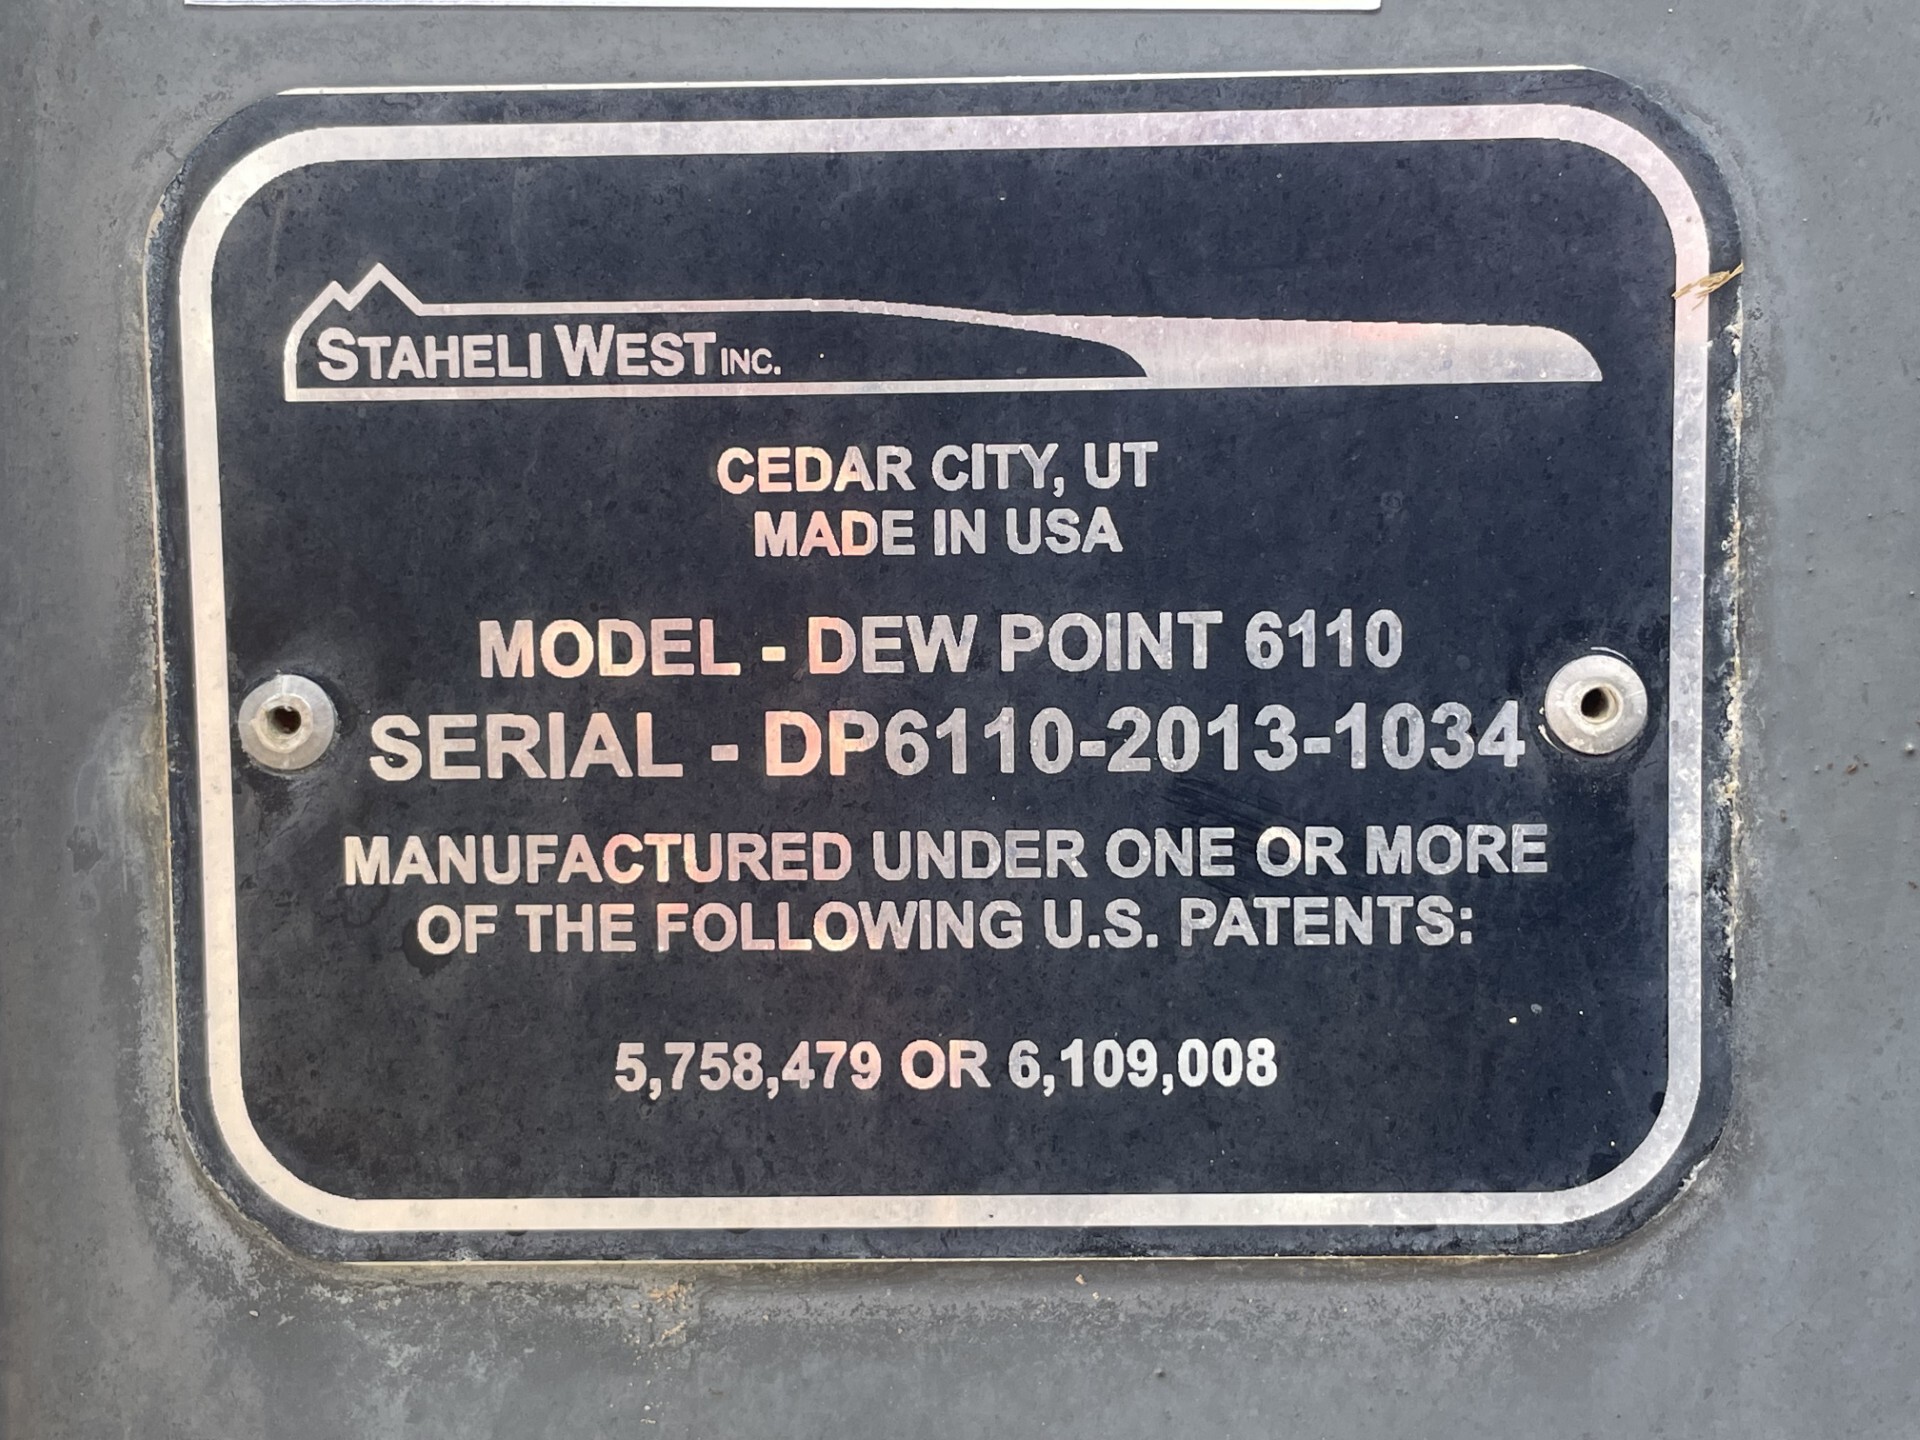 STAHELI WEST INC.
CEDAR CITY, UT
MADE IN USA
MODEL - DEW POINT 6110
SERIAL - DP6110-2013-1034
MANUFACTURED UNDER ONE OR MORE
OF THE FOLLOWING U.S. PATENTS:
5,758,479 OR 6,109,008